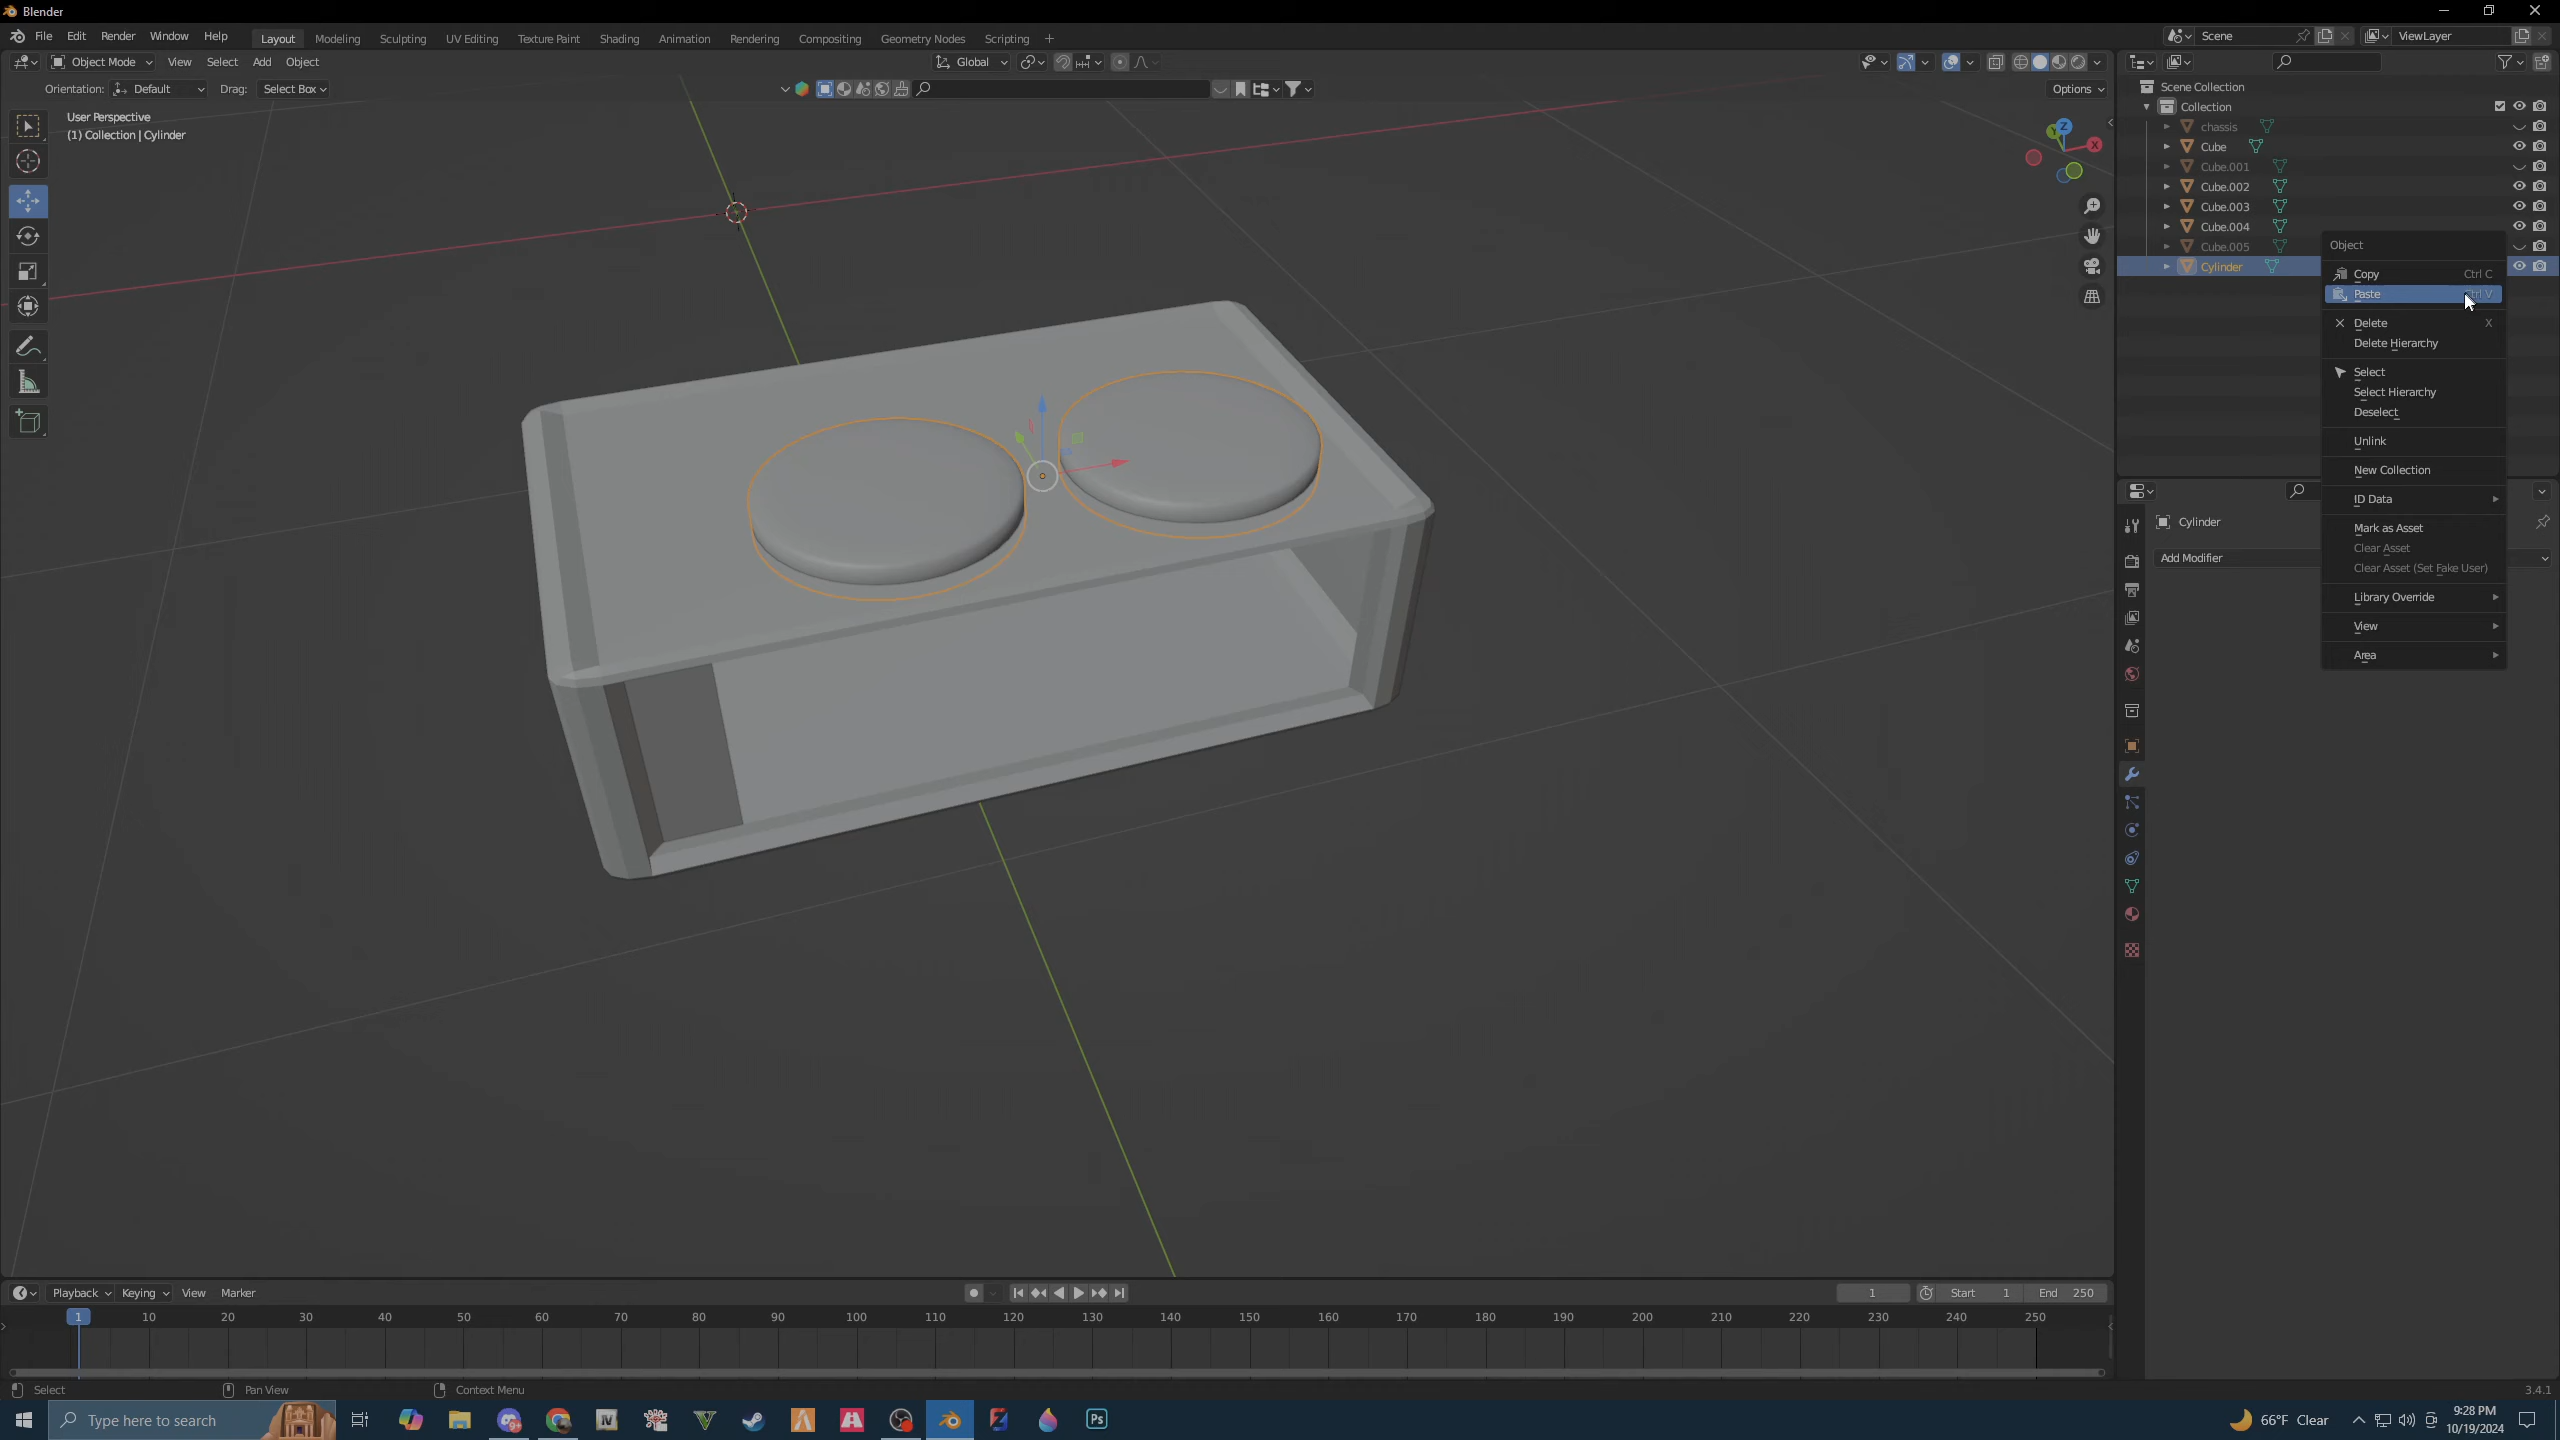 Blender
File Edit Render Window Help Layout Modeling Sculpting UV Editing Texture Paint Shading Animation Rendering Compositing Geometry Nodes Scripting + Scene ViewLayer
Object Mode View Select Add Object Global
Orientation: Default Drag: Select Box Options
User Perspective
(1) Collection | Cylinder
Z
Y
X
Scene Collection
Collection
chassis
Cube
Cube.001
Cube.002
Cube.003
Cube.004
Cube.005
Cylinder
Object
Copy Ctrl C
Paste Ctrl V
Delete X
Delete Hierarchy
Select
Select Hierarchy
Deselect
Unlink
New Collection
ID Data
Mark as Asset
Clear Asset
Clear Asset (Set Fake User)
Library Override
View
Area
Cylinder
Add Modifier
Playback Keying View Marker 1 Start 1 End 250
1 10 20 30 40 50 60 70 80 90 100 110 120 130 140 150 160 170 180 190 200 210 220 230 240 250
Select Pan View Context Menu 3.4.1
Type here to search Ps 66°F Clear 9:28 PM
10/19/2024